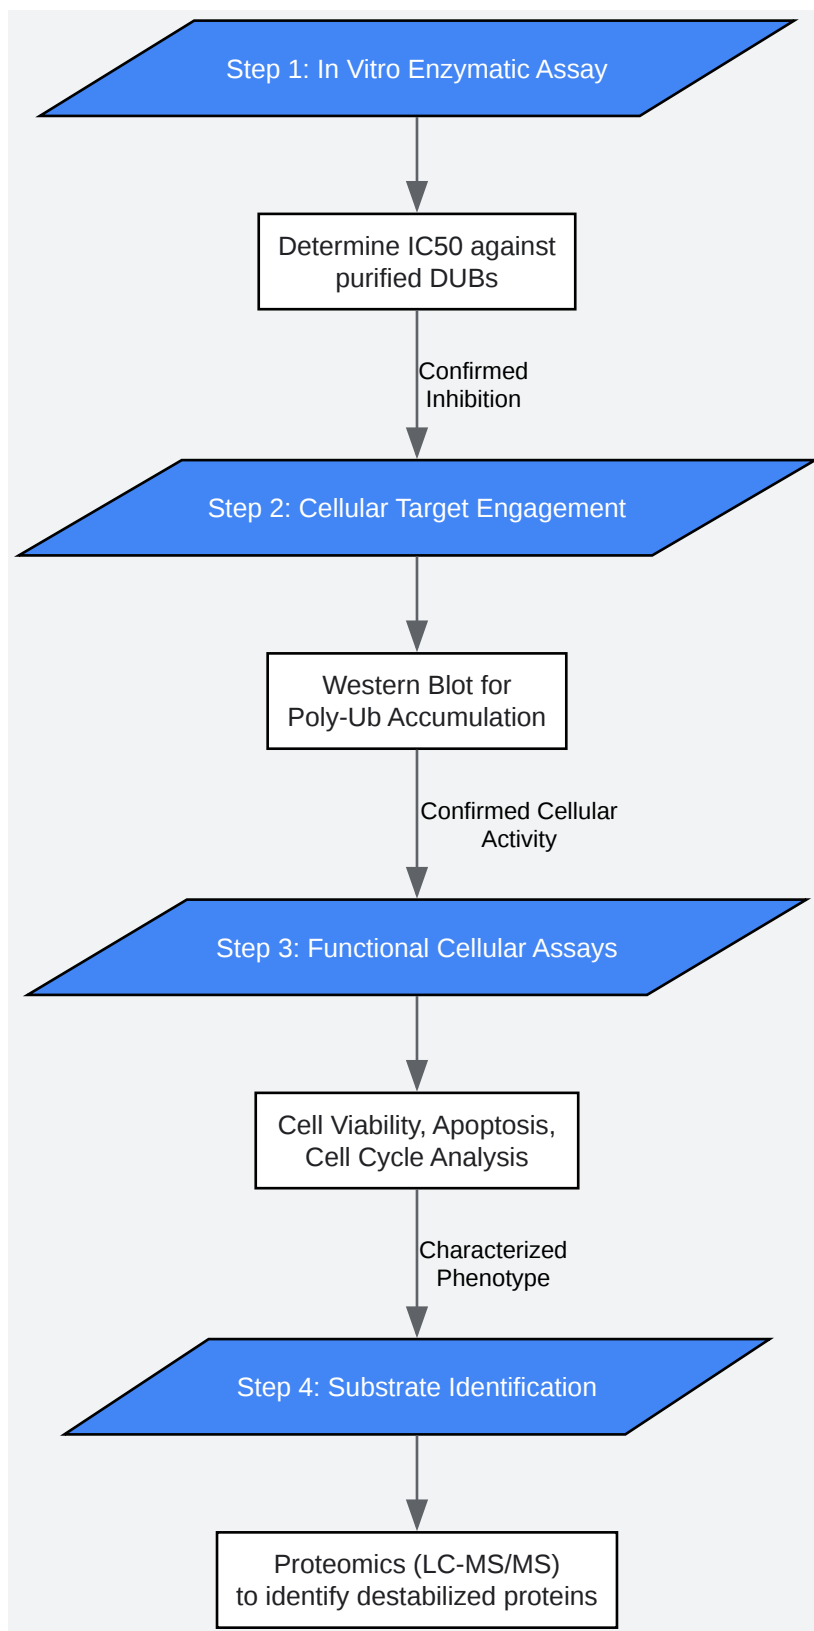 Step 1: In Vitro Enzymatic Assay
Determine IC50 against
purified DUBs
Confirmed
Inhibition
Step 2: Cellular Target Engagement
Western Blot for
Poly-Ub Accumulation
Confirmed Cellular
Activity
Step 3: Functional Cellular Assays
Cell Viability, Apoptosis,
Cell Cycle Analysis
Characterized
Phenotype
Step 4: Substrate Identification
Proteomics (LC-MS/MS)
to identify destabilized proteins